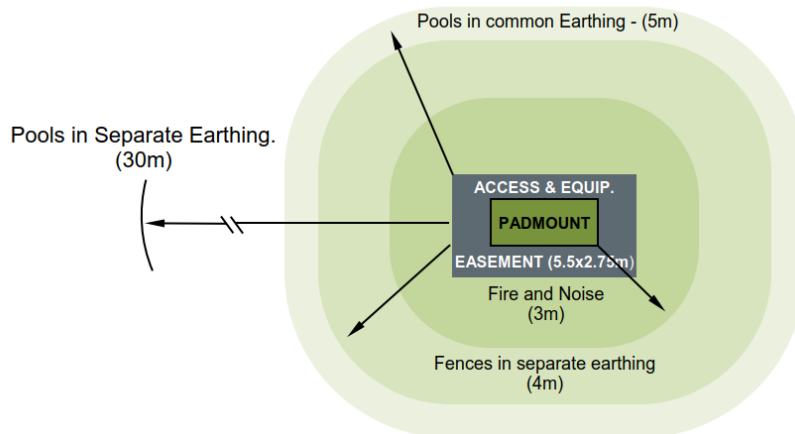 Pools in common Earthing - (5m)
Pools in Separate Earthing.
(30m)
ACCESS & EQUIP.
PADMOUNT
EASEMENT (5.5x2.75m)
Fire and Noise
(3m)
Fences in separate earthing
(4m)